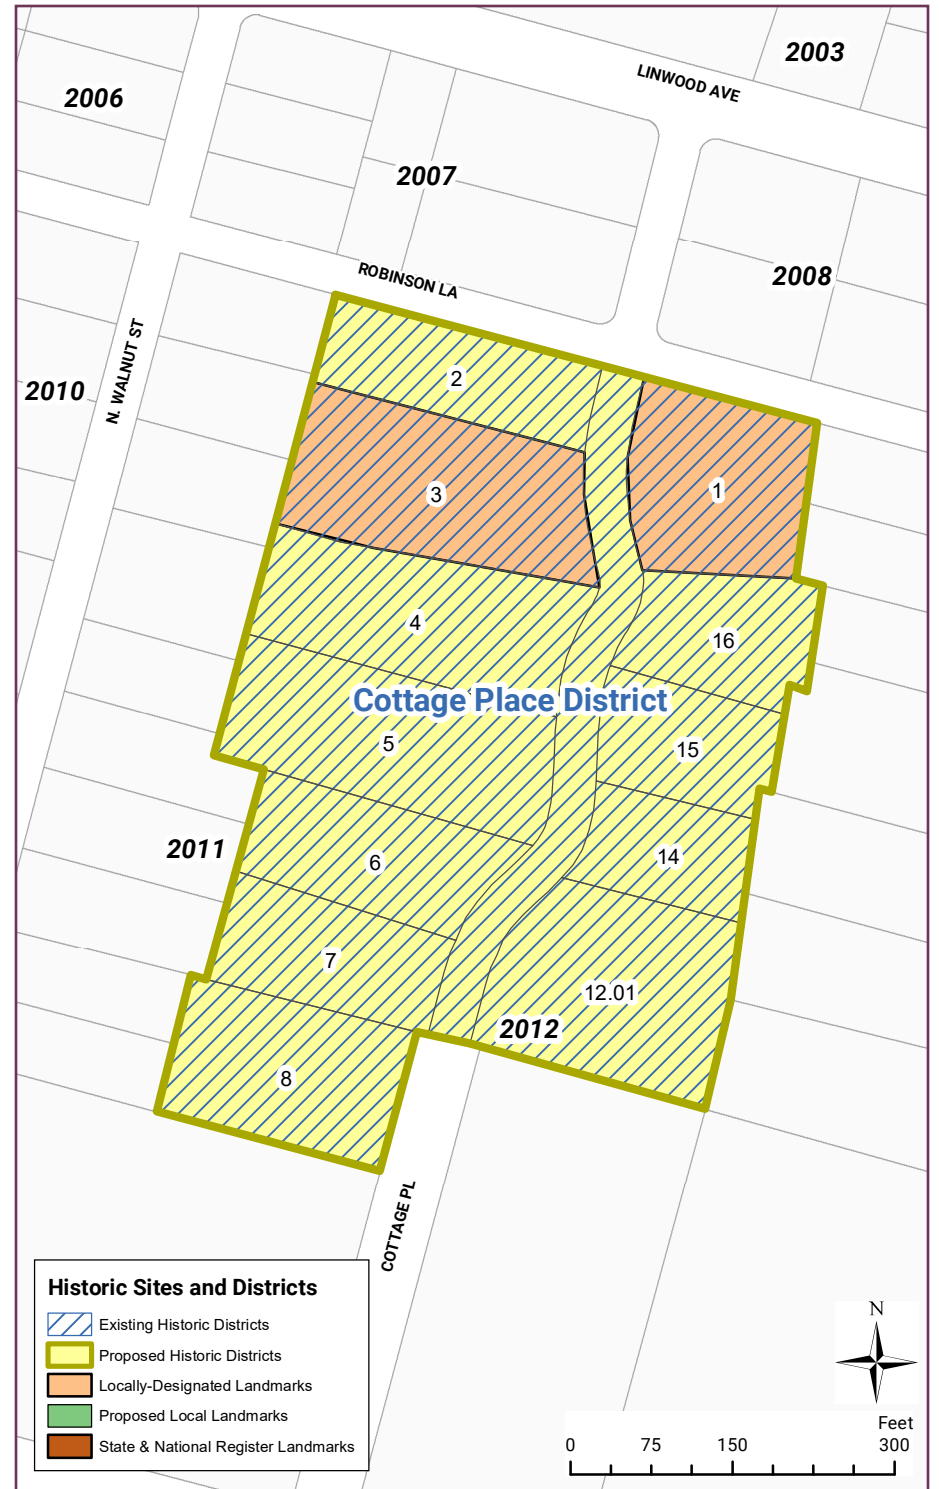 2003
LINWOOD AVE
2006
2007
2008
ROBINSON LA
N. WALNUT ST
2010
2
3
1
4
16
Cottage Place District
5
15
2011
6
14
7
12.01
2012
8
COTTAGE PL
Historic Sites and Districts
Existing Historic Districts
Proposed Historic Districts
Locally-Designated Landmarks
Proposed Local Landmarks
State & National Register Landmarks
N
Feet
0 75 150 300